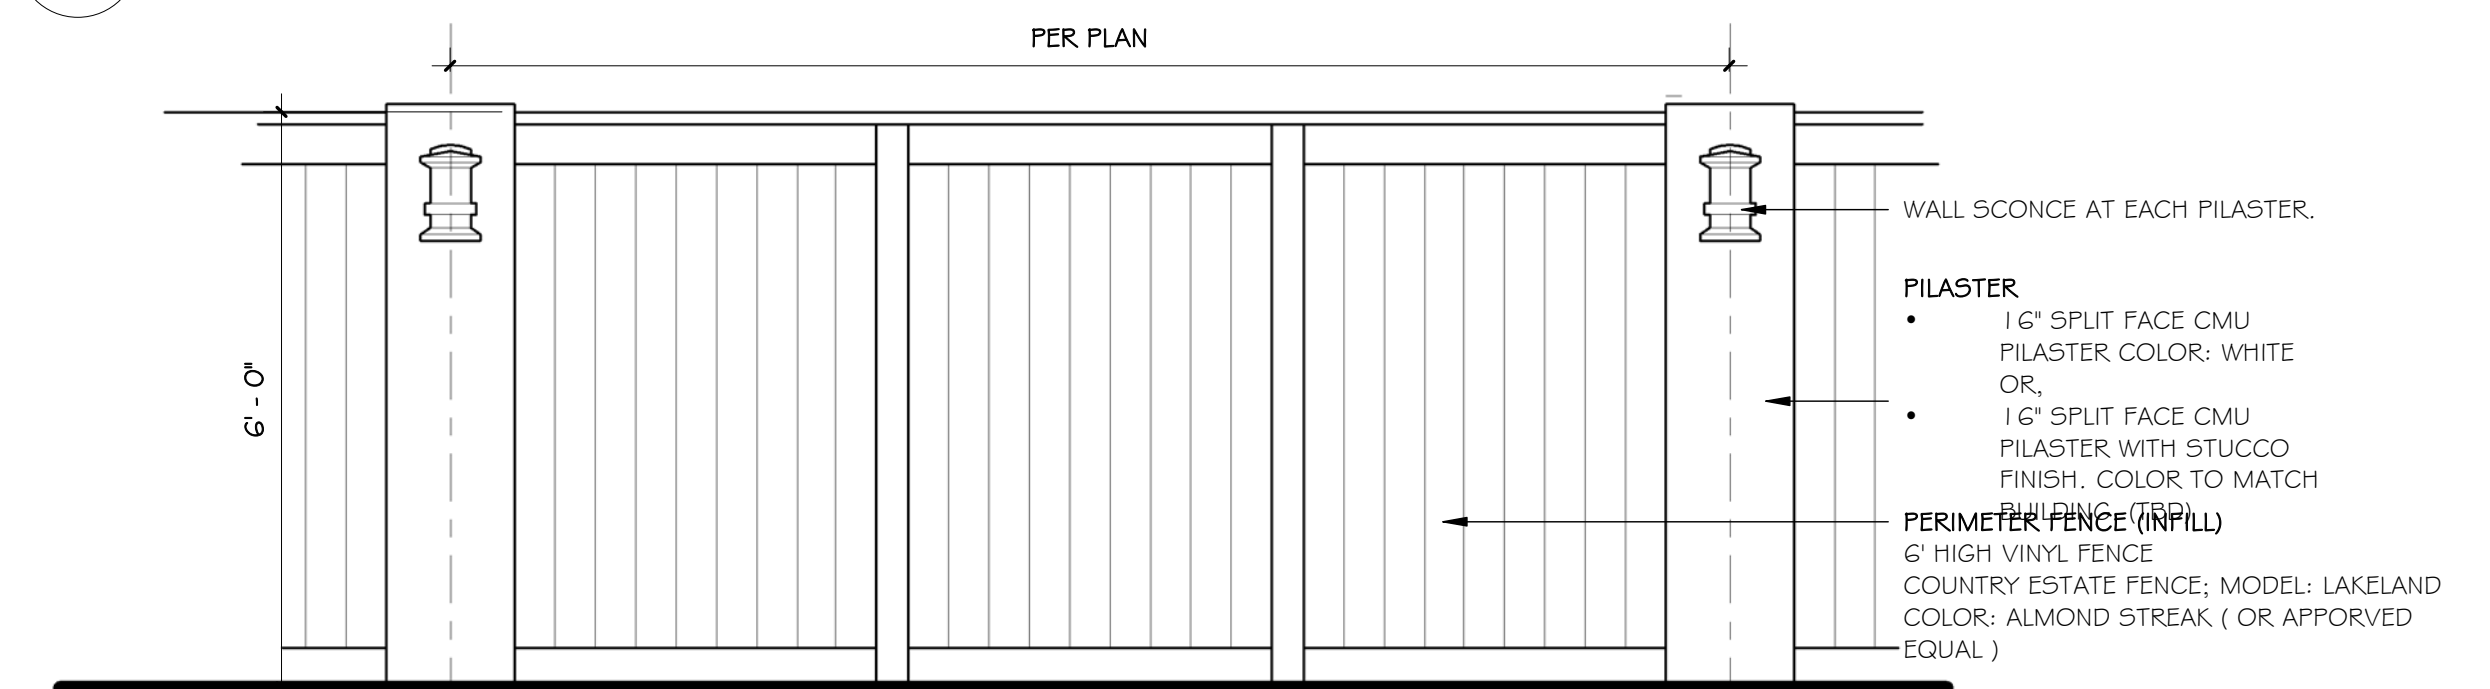 PER PLAN
6' - 0"
WALL SCONCE AT EACH PILASTER.
PILASTER
• 16" SPLIT FACE CMU
PILASTER COLOR: WHITE
OR,
• 16" SPLIT FACE CMU
PILASTER WITH STUCCO
FINISH. COLOR TO MATCH
BUILDING. (TBD)
PERIMETER FENCE (INFILL)
6' HIGH VINYL FENCE
COUNTRY ESTATE FENCE; MODEL: LAKELAND
COLOR: ALMOND STREAK ( OR APPORVED
EQUAL )